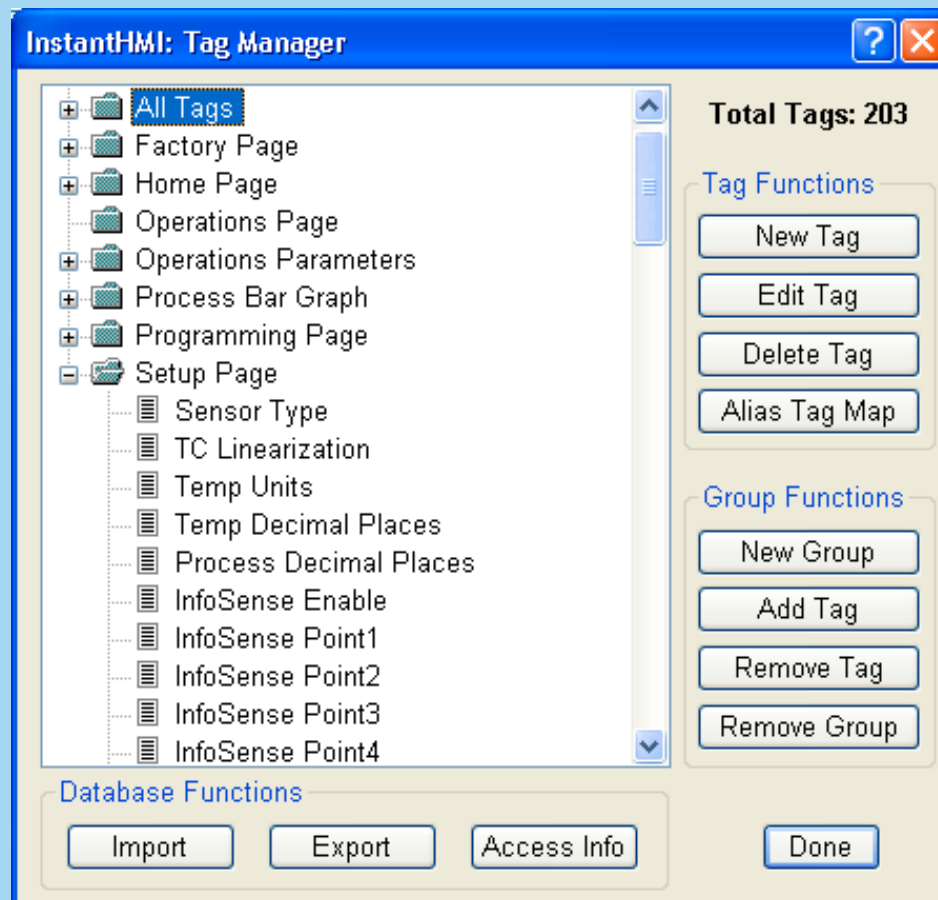 InstantHMI: Tag Manager
All Tags
Factory Page
Home Page
Operations Page
Operations Parameters
Process Bar Graph
Programming Page
Setup Page
Sensor Type
TC Linearization
Temp Units
Temp Decimal Places
Process Decimal Places
InfoSense Enable
InfoSense Point1
InfoSense Point2
InfoSense Point3
InfoSense Point4
Total Tags: 203
Tag Functions
New Tag
Edit Tag
Delete Tag
Alias Tag Map
Group Functions
New Group
Add Tag
Remove Tag
Remove Group
Database Functions
Import
Export
Access Info
Done